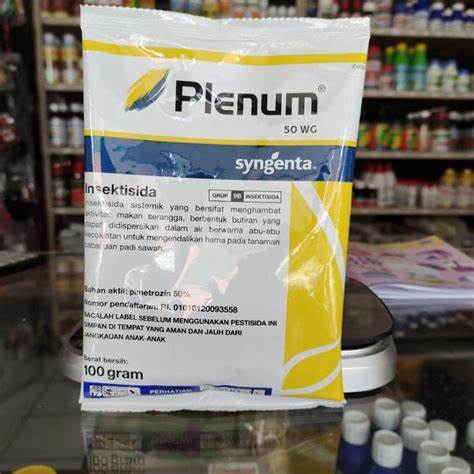 Plenum®
50 WG
syngenta
Insektisida
GRUP 9B INSEKTISIDA
Insektisida sistemik yang bersifat menghambat
aktivitas makan serangga, berbentuk butiran yang
dapat didispersikan dalam air berwarna abu-abu
kecoklatan untuk mengendalikan hama pada tanaman
cabai dan padi sawah.
Bahan aktif: pimetrozin 50%
Nomor pendaftaran: RI. 01010120093558
BACALAH LABEL SEBELUM MENGGUNAKAN PESTISIDA INI
SIMPAN DI TEMPAT YANG AMAN DAN JAUH DARI
JANGKAUAN ANAK-ANAK
Berat bersih:
100 gram
PERHATIAN